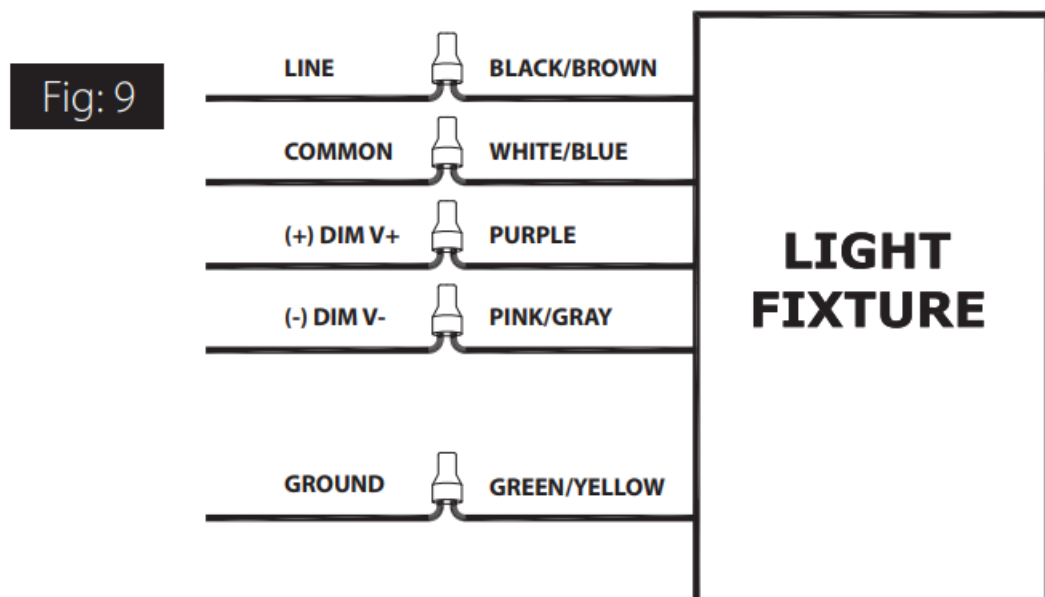 Fig: 9
LINE BLACK/BROWN
COMMON WHITE/BLUE
(+) DIM V+ PURPLE
(-) DIM V- PINK/GRAY
GROUND GREEN/YELLOW
LIGHT
FIXTURE